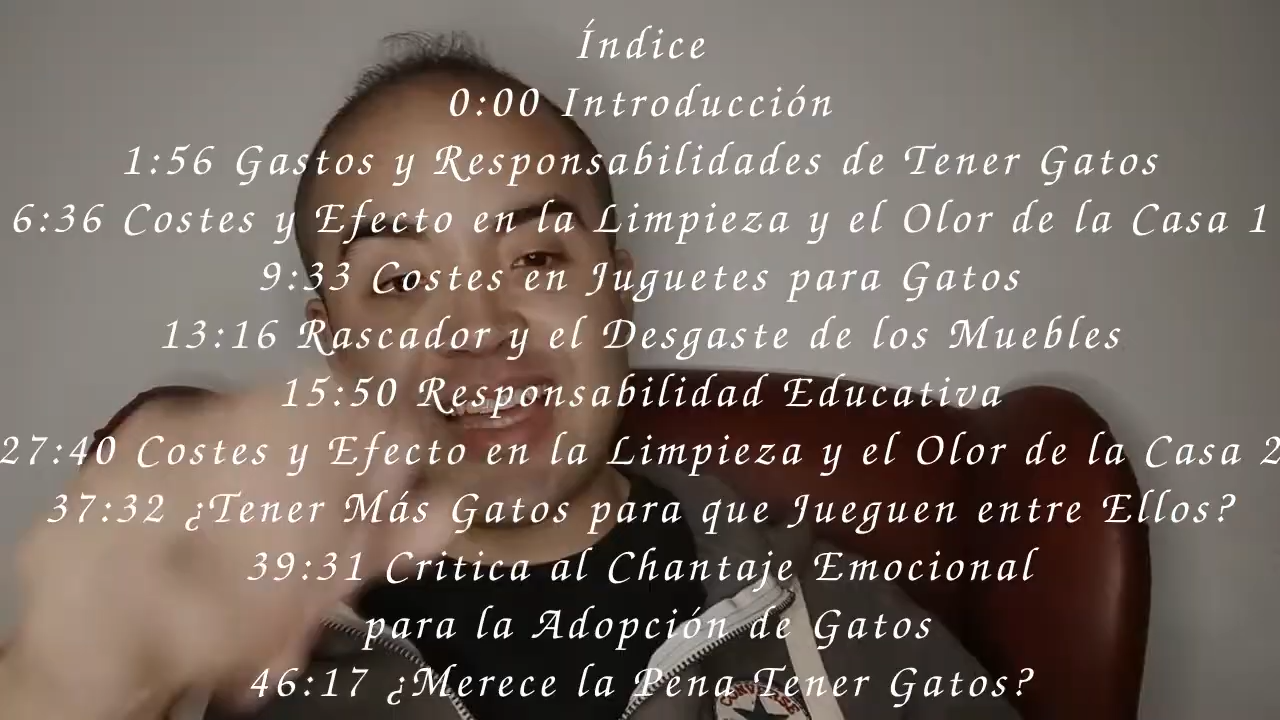 Índice
0:00 Introducción
1:56 Gastos y Responsabilidades de Tener Gatos
6:36 Costes y Efecto en la Limpieza y el Olor de la Casa 1
9:33 Costes en Juguetes para Gatos
13:16 Rascador y el Desgaste de los Muebles
15:50 Responsabilidad Educativa
27:40 Costes y Efecto en la Limpieza y el Olor de la Casa 2
37:32 ¿Tener Más Gatos para que Jueguen entre Ellos?
39:31 Critica al Chantaje Emocional
para la Adopción de Gatos
46:17 ¿Merece la Pena Tener Gatos?
CONVERSE